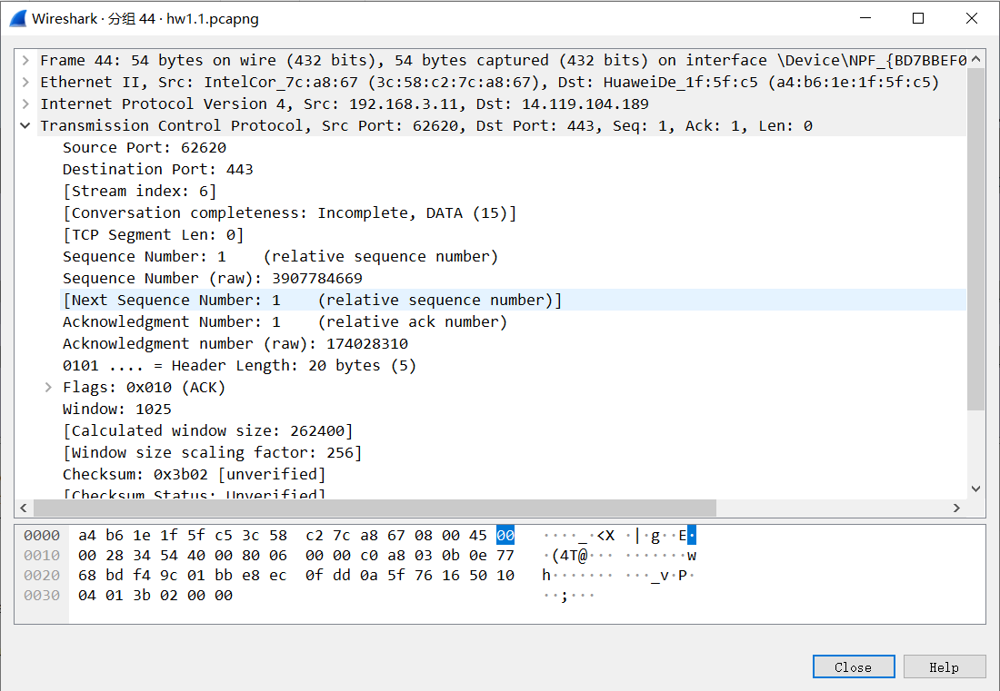 Wireshark · 分组 44 · hw1.1.pcapng
Frame 44: 54 bytes on wire (432 bits), 54 bytes captured (432 bits) on interface \Device\NPF_{BD7BBEF0
Ethernet II, Src: IntelCor_7c:a8:67 (3c:58:c2:7c:a8:67), Dst: HuaweiDe_1f:5f:c5 (a4:b6:1e:1f:5f:c5)
Internet Protocol Version 4, Src: 192.168.3.11, Dst: 14.119.104.189
Transmission Control Protocol, Src Port: 62620, Dst Port: 443, Seq: 1, Ack: 1, Len: 0
Source Port: 62620
Destination Port: 443
[Stream index: 6]
[Conversation completeness: Incomplete, DATA (15)]
[TCP Segment Len: 0]
Sequence Number: 1    (relative sequence number)
Sequence Number (raw): 3907784669
[Next Sequence Number: 1    (relative sequence number)]
Acknowledgment Number: 1    (relative ack number)
Acknowledgment number (raw): 174028310
0101 .... = Header Length: 20 bytes (5)
Flags: 0x010 (ACK)
Window: 1025
[Calculated window size: 262400]
[Window size scaling factor: 256]
Checksum: 0x3b02 [unverified]
[Checksum Status: Unverified]
0000 a4 b6 1e 1f 5f c5 3c 58 c2 7c a8 67 08 00 45 00 ····_·<X ·|·g··E·
0010 00 28 34 54 40 00 80 06 00 00 c0 a8 03 0b 0e 77 ·(4T@··· ·······w
0020 68 bd f4 9c 01 bb e8 ec 0f dd 0a 5f 76 16 50 10 h······· ···_v·P·
0030 04 01 3b 02 00 00 ··;···
Close Help